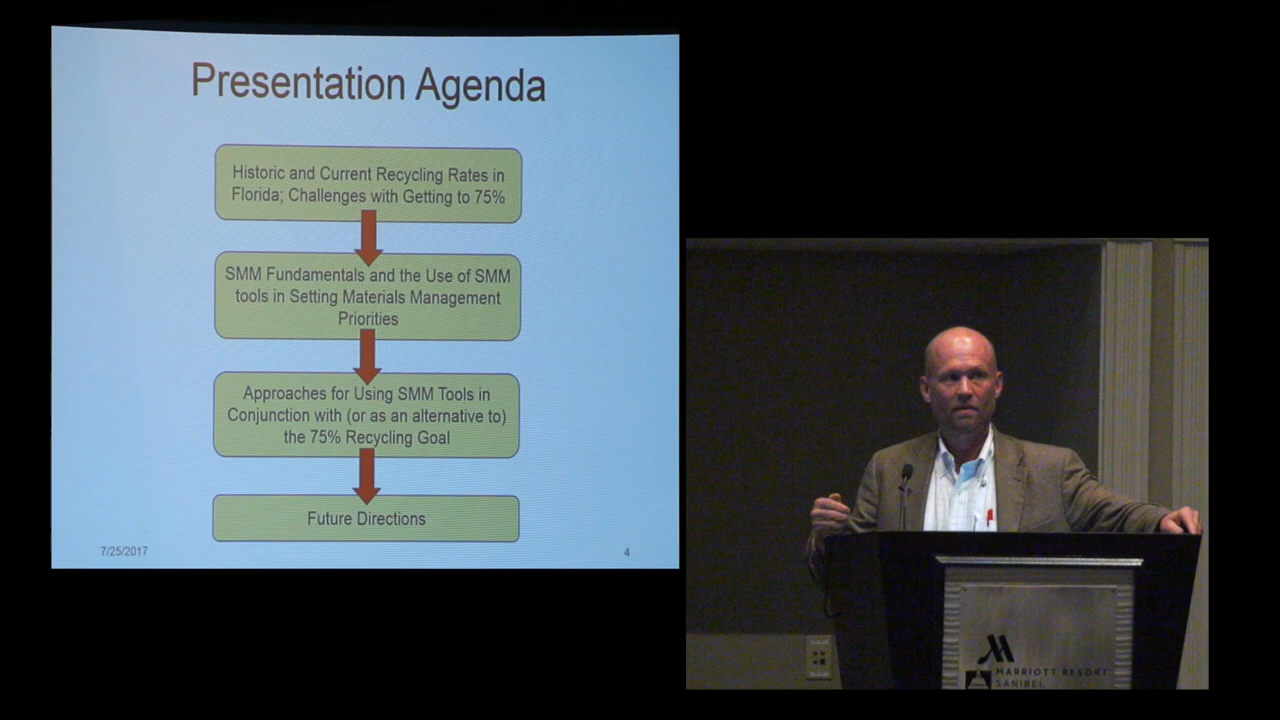 Presentation Agenda
Historic and Current Recycling Rates in
Florida; Challenges with Getting to 75%
SMM Fundamentals and the Use of SMM
tools in Setting Materials Management
Priorities
Approaches for Using SMM Tools in
Conjunction with (or as an alternative to)
the 75% Recycling Goal
Future Directions
7/25/2017
4
MARRIOTT RESORT
SANIBEL